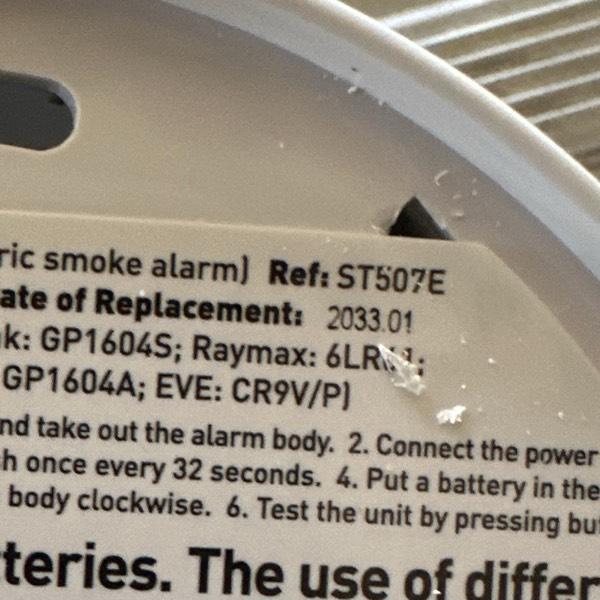 ric smoke alarm) Ref: ST507E
ate of Replacement: 2033.01
k: GP1604S; Raymax:
GP1604A; EVE: CR9V/P)
nd take out the alarm body. 2. Connect the power
h once every 32 seconds. 4. Put a battery in the
body clockwise. 6. Test the unit by pressing bu
tteries. The use of differ